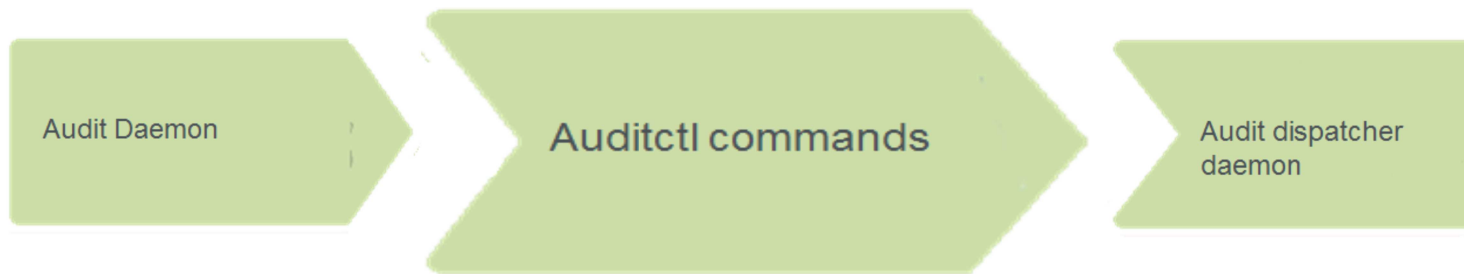 Audit Daemon
Auditctl commands
Audit dispatcher
daemon